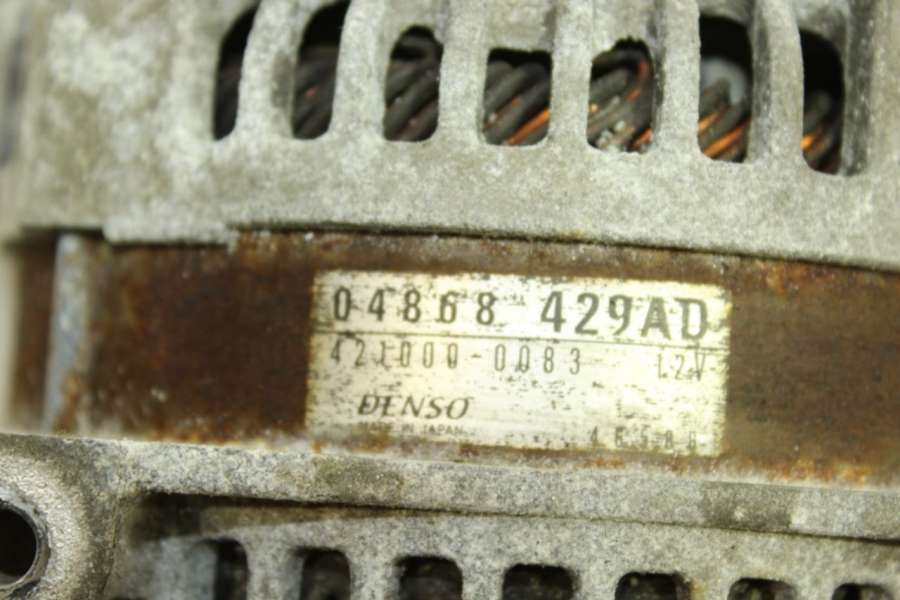 04868 429AD
421000-0083 12V
DENSO
MADE IN JAPAN